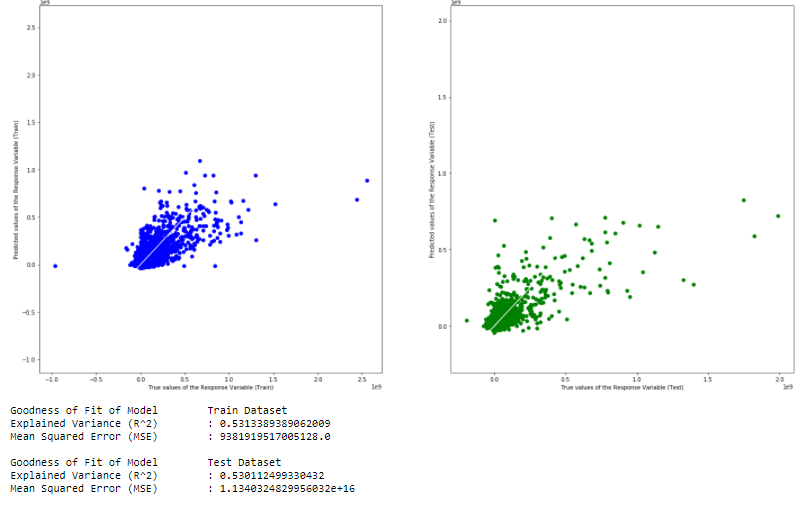 1e9
1e9
2.5
2.0
1.5
1.0
0.5
0.0
−0.5
−1.0
Predicted values of the Response Variable (Train)
−1.0 −0.5 0.0 0.5 1.0 1.5 2.0 2.5
True values of the Response Variable (Train)
1e9
2.0
1.5
1.0
0.5
0.0
Predicted values of the Response Variable (Test)
0.0 0.5 1.0 1.5 2.0
True values of the Response Variable (Test)
1e9
Goodness of Fit of Model Train Dataset
Explained Variance (R^2) : 0.5313389389062009
Mean Squared Error (MSE) : 9381919517005128.0
Goodness of Fit of Model Test Dataset
Explained Variance (R^2) : 0.530112499330432
Mean Squared Error (MSE) : 1.1340324829956032e+16